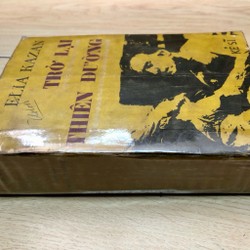 ELIA KAZAN
TRỞ LẠI
THIÊN ĐƯỜNG